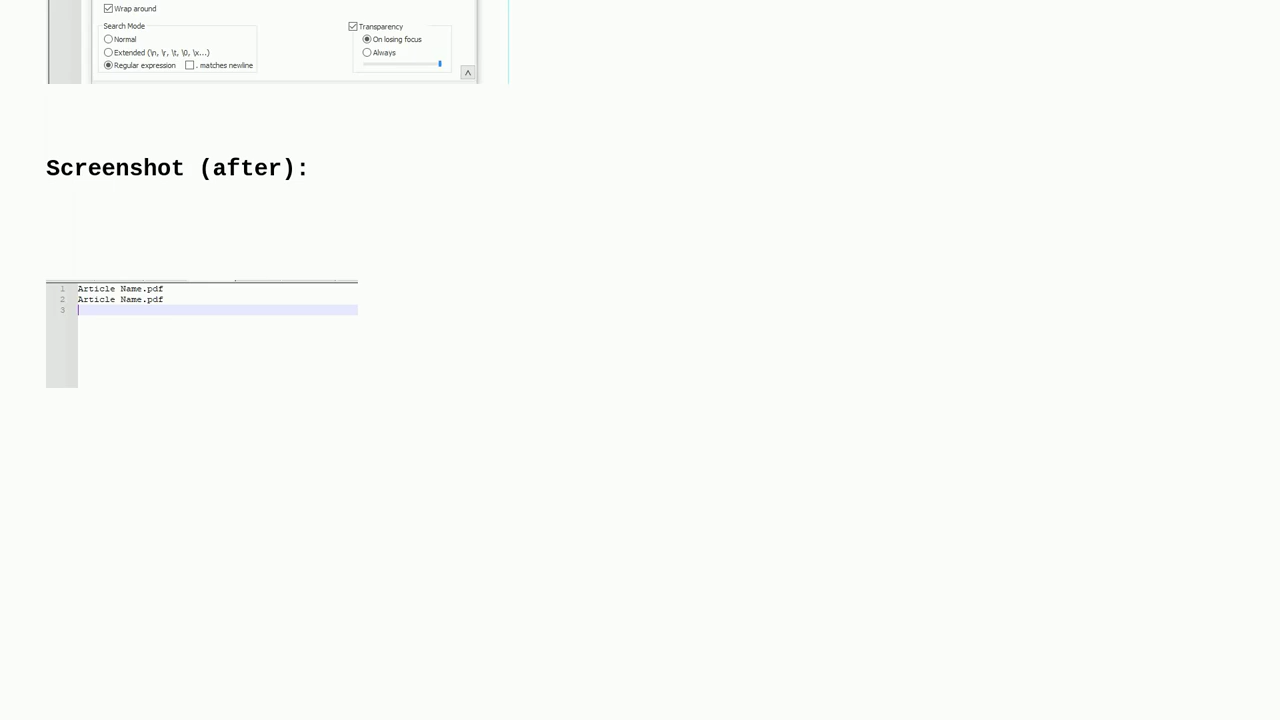 Wrap around
Search Mode
Normal
Extended (\n, \r, \t, \0, \x...)
Regular expression . matches newline
Transparency
On losing focus
Always
Screenshot (after):
1 Article Name.pdf
2 Article Name.pdf
3